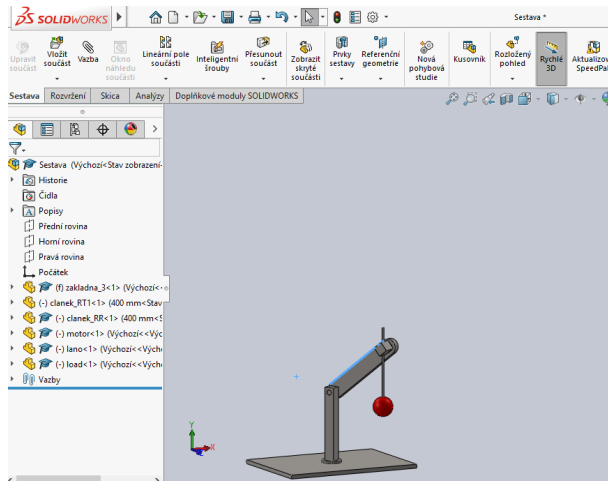 SOLIDWORKS
Sestava *
Upravit součást
Vložit součást
Vazba
Okno náhledu součásti
Lineární pole součásti
Inteligentní šrouby
Přesunout součást
Zobrazit skryté součásti
Prvky sestavy
Referenční geometrie
Nová pohybová studie
Kusovník
Rozložený pohled
Rychlé 3D
Aktualizov
SpeedPa
Sestava Rozvržení Skica Analýzy Doplňkové moduly SOLIDWORKS
Sestava (Výchozí<Stav zobrazení-
Historie
Čidla
Popisy
Přední rovina
Horní rovina
Pravá rovina
Počátek
(f) zakladna_3<1> (Výchozí<
(-) clanek_RT1<1> (400 mm<Stav
(-) clanek_RR<1> (400 mm<S
(-) motor<1> (Výchozí<<Výc
(-) lano<1> (Výchozí<<Vých
(-) load<1> (Výchozí<<Vých
Vazby
Y
X